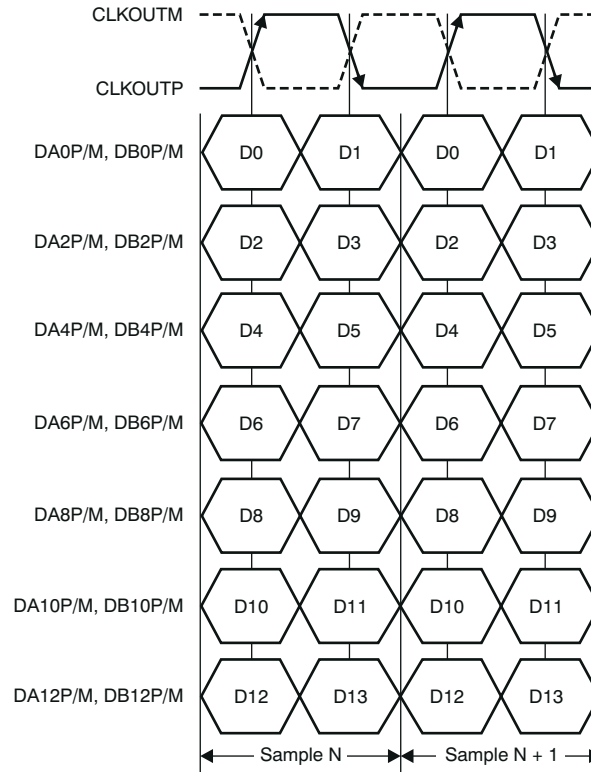 CLKOUTM
CLKOUTP
DA0P/M, DB0P/M D0 D1 D0 D1
DA2P/M, DB2P/M D2 D3 D2 D3
DA4P/M, DB4P/M D4 D5 D4 D5
DA6P/M, DB6P/M D6 D7 D6 D7
DA8P/M, DB8P/M D8 D9 D8 D9
DA10P/M, DB10P/M D10 D11 D10 D11
DA12P/M, DB12P/M D12 D13 D12 D13
Sample N Sample N + 1